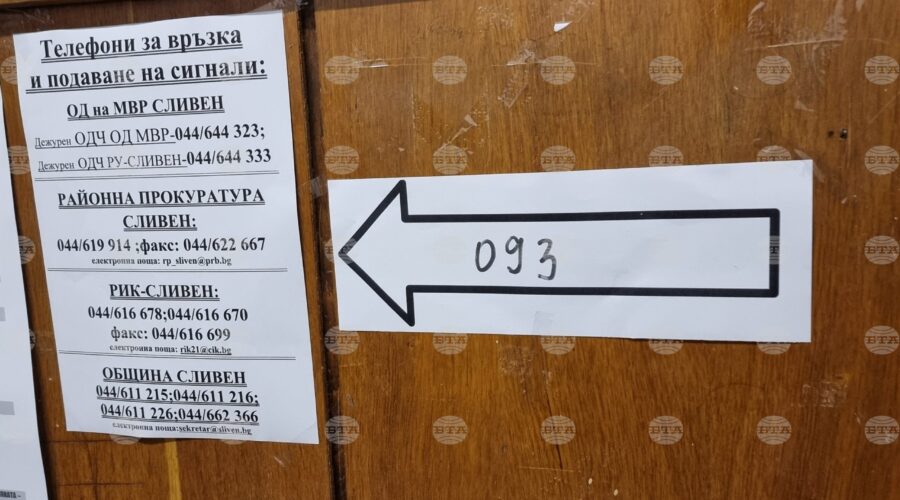 Телефони за връзка
и подаване на сигнали:
ОД на МВР СЛИВЕН
Дежурен ОДЧ ОД МВР-044/644 323;
Дежурен ОДЧ РУ-СЛИВЕН-044/644 333
РАЙОННА ПРОКУРАТУРА
СЛИВЕН:
044/619 914 ;факс: 044/622 667
електронна поща: rp_sliven@prb.bg
РИК-СЛИВЕН:
044/616 678;044/616 670
факс: 044/616 699
електронна поща: rik21@cik.bg
ОБЩИНА СЛИВЕН
044/611 215;044/611 216;
044/611 226;044/662 366
електронна поща:sekretar@sliven.bg
093
БТА